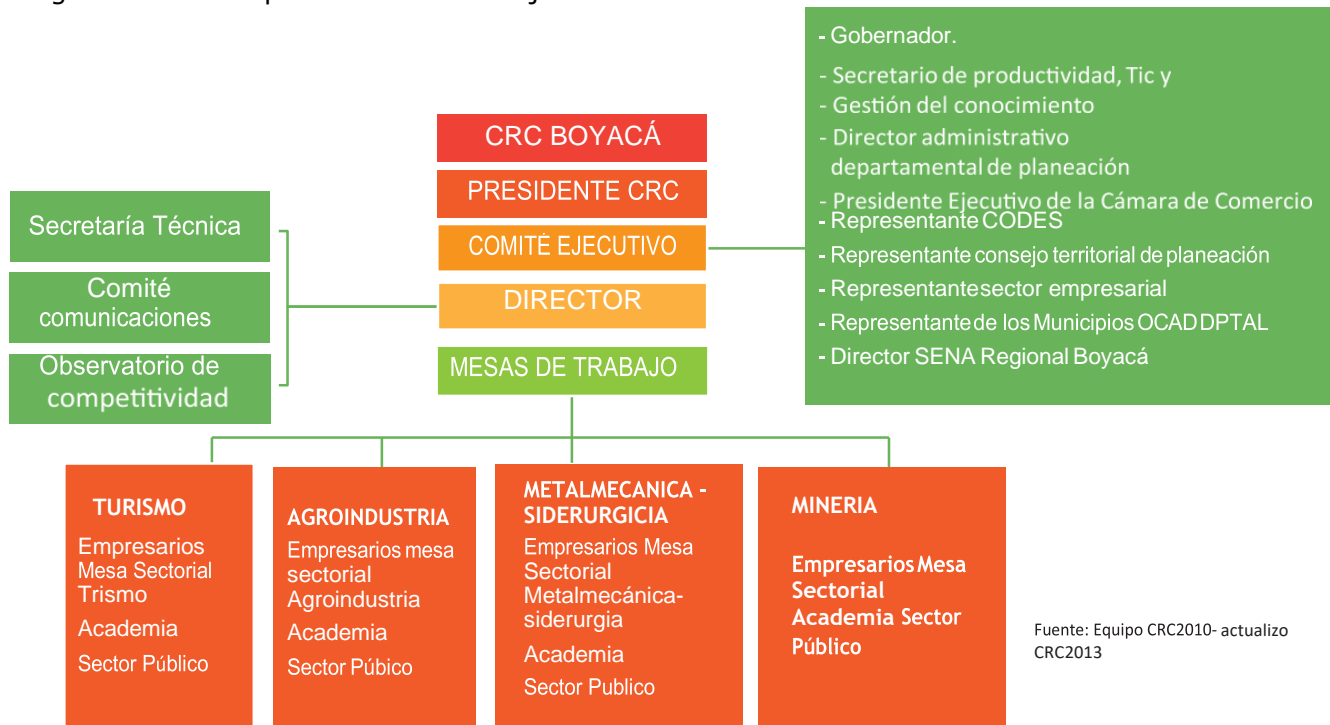 CRC BOYACÁ
PRESIDENTE CRC
COMITÉ EJECUTIVO
DIRECTOR
MESAS DE TRABAJO
Secretaría Técnica
Comité
comunicaciones
Observatorio de
competitividad
- Gobernador.
- Secretario de productividad, Tic y
- Gestión del conocimiento
- Director administrativo
departamental de planeación
- Presidente Ejecutivo de la Cámara de Comercio
- Representante CODES
- Representante consejo territorial de planeación
- Representante sector empresarial
- Representante de los Municipios OCAD DPTAL
- Director SENA Regional Boyacá
TURISMO
Empresarios
Mesa Sectorial
Trismo
Academia
Sector Público
AGROINDUSTRIA
Empresarios mesa
sectorial
Agroindustria
Academia
Sector Púbico
METALMECANICA -
SIDERURGICIA
Empresarios Mesa
Sectorial
Metalmecánica-
siderurgia
Academia
Sector Publico
MINERIA
Empresarios Mesa
Sectorial
Academia Sector
Público
Fuente: Equipo CRC2010- actualizo
CRC2013